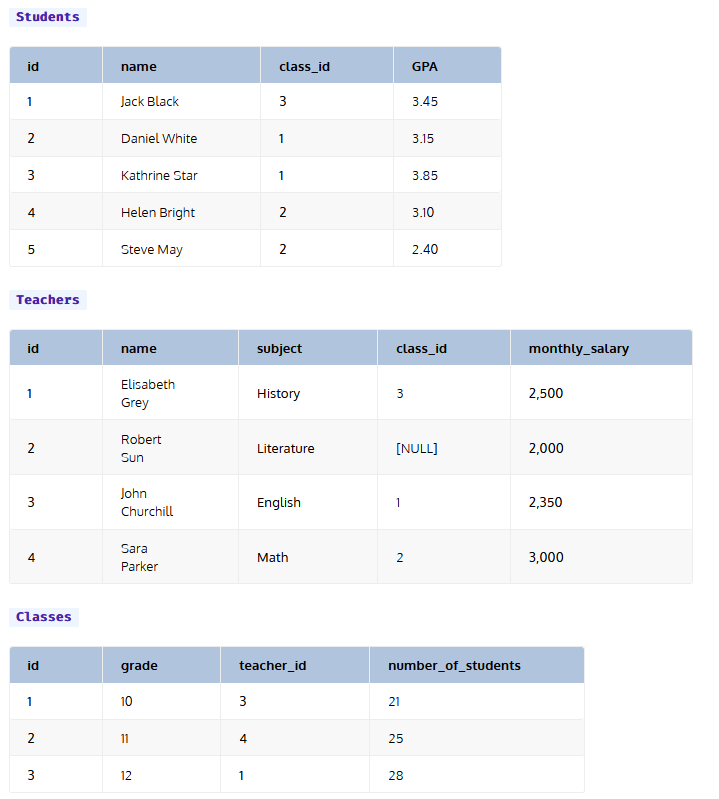 Students
id name class_id GPA
1 Jack Black 3 3.45
2 Daniel White 1 3.15
3 Kathrine Star 1 3.85
4 Helen Bright 2 3.10
5 Steve May 2 2.40
Teachers
id name subject class_id monthly_salary
1 Elisabeth Grey History 3 2,500
2 Robert Sun Literature [NULL] 2,000
3 John Churchill English 1 2,350
4 Sara Parker Math 2 3,000
Classes
id grade teacher_id number_of_students
1 10 3 21
2 11 4 25
3 12 1 28